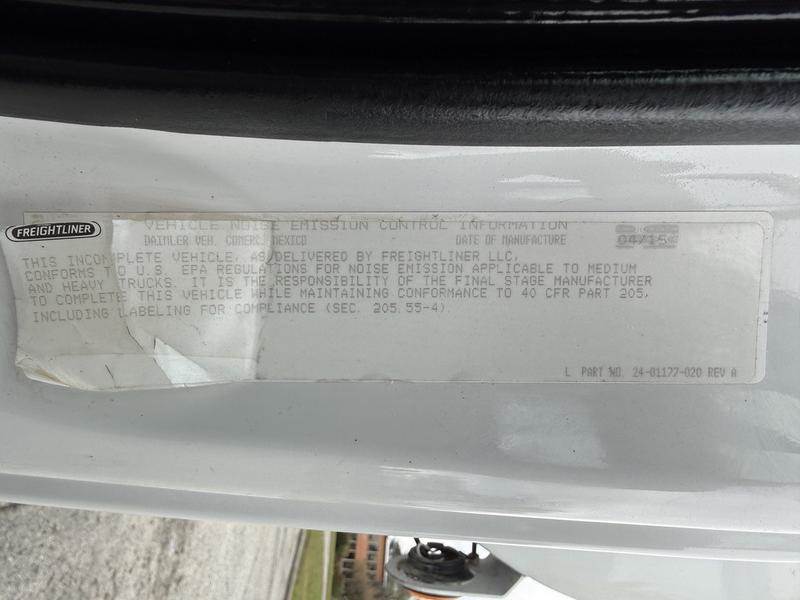 FREIGHTLINER
VEHICLE NOISE EMISSION CONTROL INFORMATION
DAIMLER VEH. COMERC. MEXICO DATE OF MANUFACTURE 04/15
THIS INCOMPLETE VEHICLE, AS DELIVERED BY FREIGHTLINER LLC,
CONFORMS TO U.S. EPA REGULATIONS FOR NOISE EMISSION APPLICABLE TO MEDIUM
AND HEAVY TRUCKS. IT IS THE RESPONSIBILITY OF THE FINAL STAGE MANUFACTURER
TO COMPLETE THIS VEHICLE WHILE MAINTAINING CONFORMANCE TO 40 CFR PART 205,
INCLUDING LABELING FOR COMPLIANCE (SEC. 205.55-4).
L PART NO. 24-01177-020 REV A